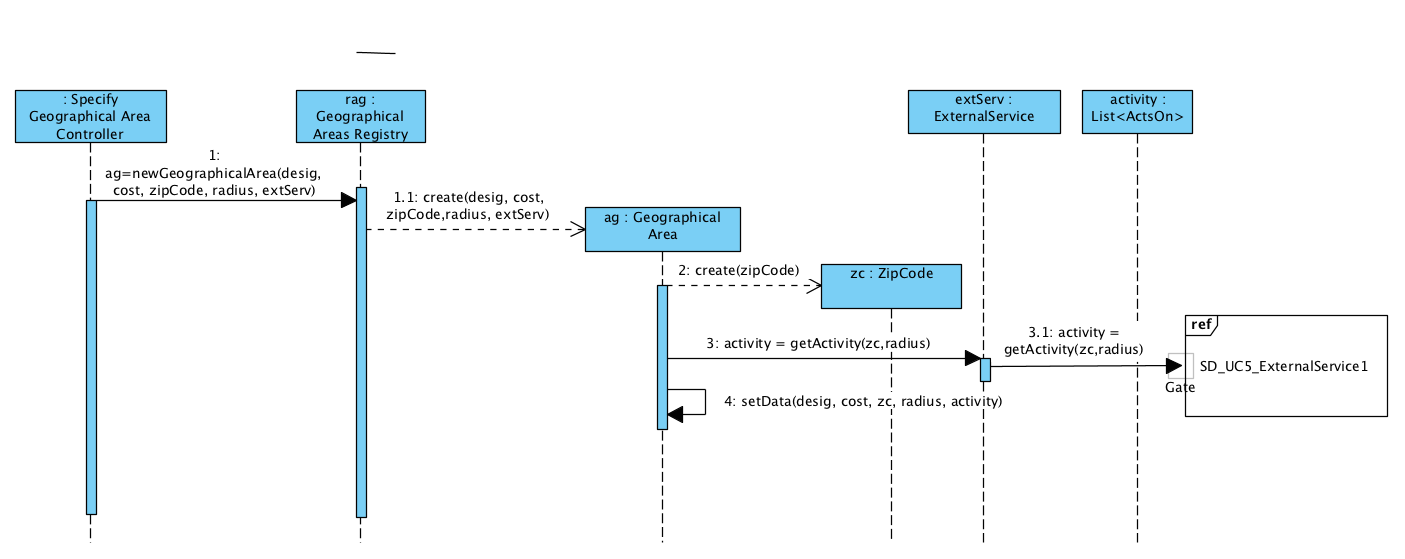 : Specify
Geographical Area
Controller
rag :
Geographical
Areas Registry
extServ :
ExternalService
activity :
List<ActsOn>
1:
ag=newGeographicalArea(desig,
cost, zipCode, radius, extServ)
1.1: create(desig, cost,
zipCode,radius, extServ)
ag : Geographical
Area
2: create(zipCode)
zc : ZipCode
3: activity = getActivity(zc,radius)
3.1: activity =
getActivity(zc,radius)
ref
SD_UC5_ExternalService1
Gate
4: setData(desig, cost, zc, radius, activity)